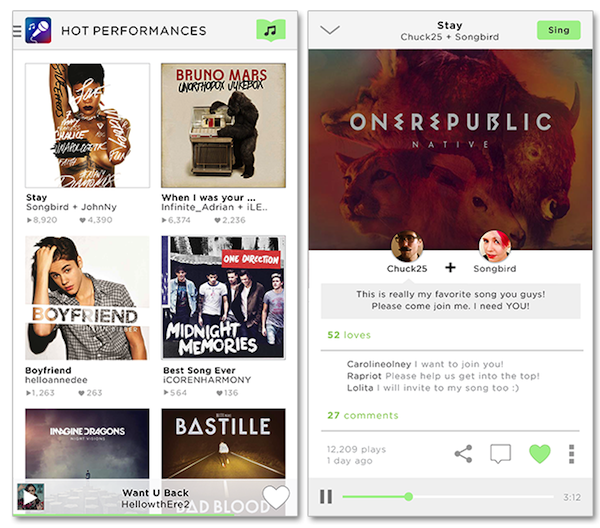 HOT PERFORMANCES
Stay
Songbird + JohnNy
8,920 4,390
BRUNO MARS
UNORTHODOX JUKEBOX
When I was your ...
Infinite_Adrian + iLE..
6,374 2,236
BOYFRIEND
JUSTIN BIEBER
Boyfriend
helloannedee
1,263 263
ONE DIRECTION
MIDNIGHT
MEMORIES
Best Song Ever
iCORENHARMONY
564 136
IMAGINE DRAGONS
NIGHT VISIONS
BASTILLE
BAD BLOOD
Want U Back
HellowthEre2
Stay
Chuck25 + Songbird
Sing
ONEREPUBLIC
NATIVE
Chuck25 + Songbird
This is really my favorite song you guys!
Please come join me. I need YOU!
52 loves
Carolineolney I want to join you!
Rapriot Please help us get into the top!
Lolita I will invite to my song too :)
27 comments
12,209 plays
1 day ago
3:12